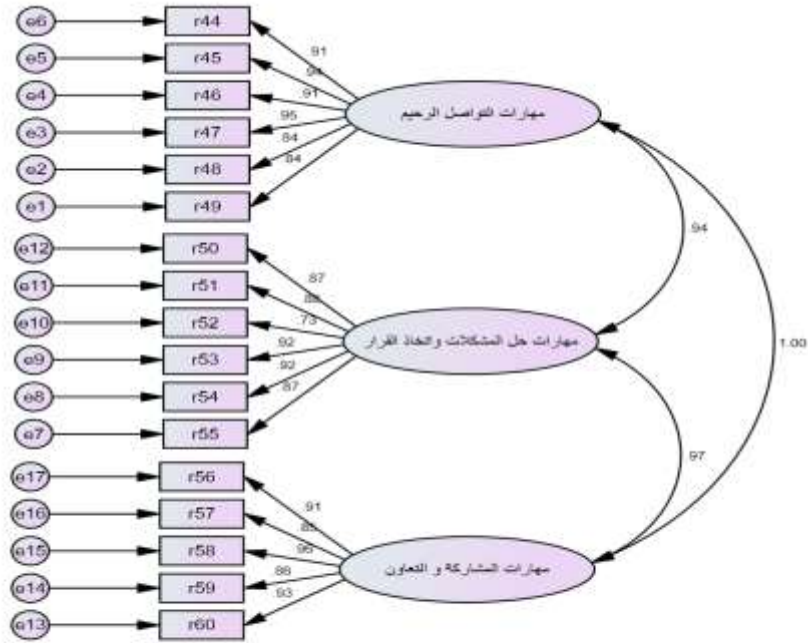 e6
r44
.91
e5
r45
e4
r46
.91
e3
r47
.95
e2
r48
.84
e1
r49
.84
مهارات التواصل الرحيم
.94
e12
r50
.87
e11
r51
e10
r52
.73
e9
r53
.92
e8
r54
.92
e7
r55
.87
مهارات حل المشكلات واتخاذ القرار
1.00
.97
e17
r56
.91
e16
r57
e15
r58
e14
r59
e13
r60
.93
مهارات المشاركة و التعاون